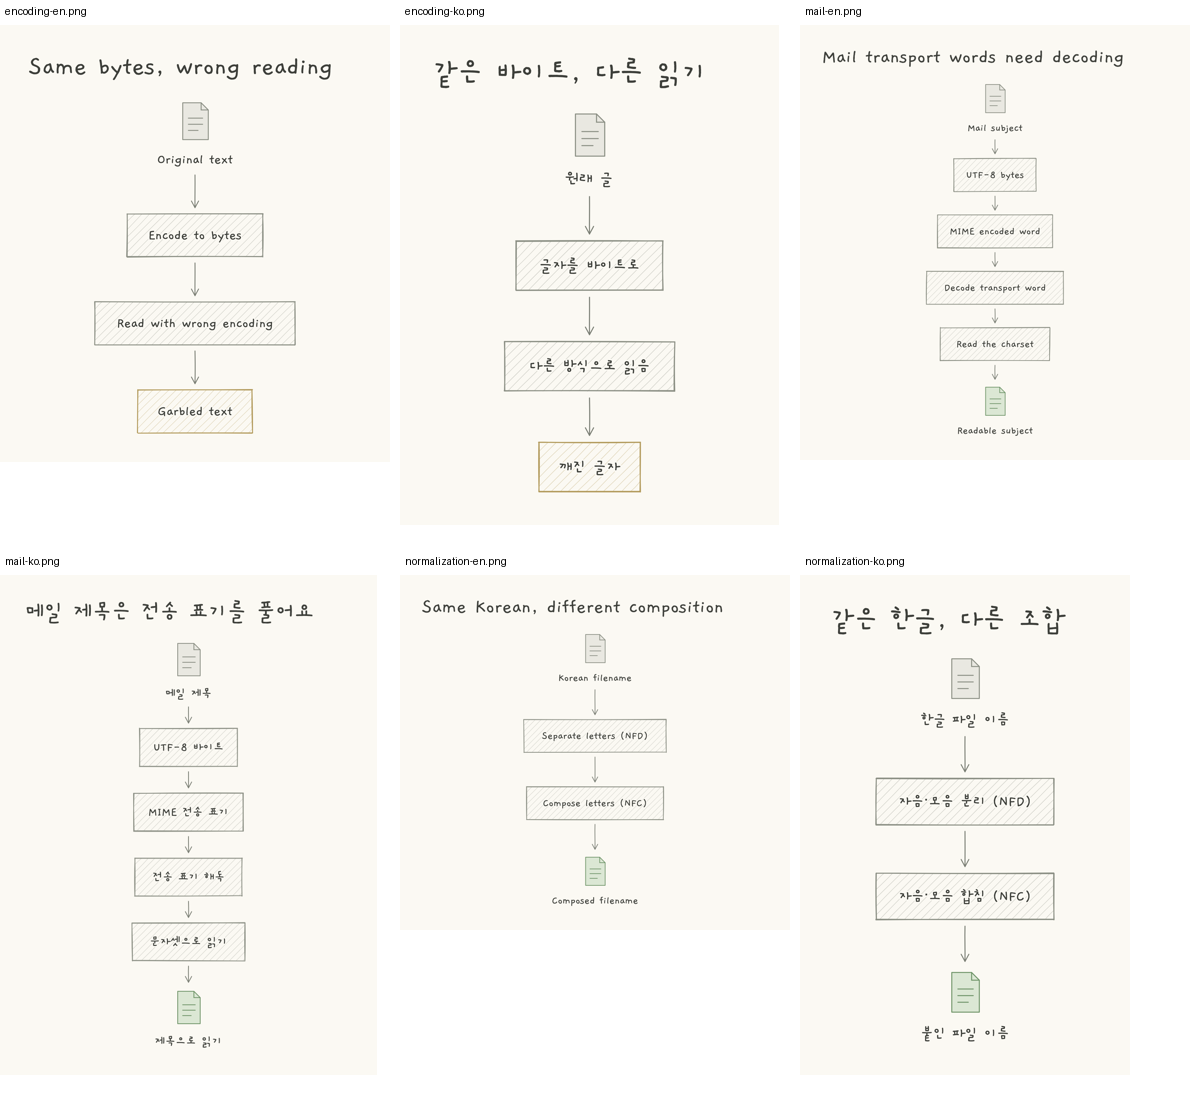 encoding-en.png
Same bytes, wrong reading
Original text
Encode to bytes
Read with wrong encoding
Garbled text
encoding-ko.png
같은 바이트, 다른 읽기
원래 글
글자를 바이트로
다른 방식으로 읽음
깨진 글자
mail-en.png
Mail transport words need decoding
Mail subject
UTF-8 bytes
MIME encoded word
Decode transport word
Read the charset
Readable subject
mail-ko.png
메일 제목은 전송 표기를 풀어요
메일 제목
UTF-8 바이트
MIME 전송 표기
전송 표기 해독
문자셋으로 읽기
제목으로 읽기
normalization-en.png
Same Korean, different composition
Korean filename
Separate letters (NFD)
Compose letters (NFC)
Composed filename
normalization-ko.png
같은 한글, 다른 조합
한글 파일 이름
자음·모음 분리 (NFD)
자음·모음 합침 (NFC)
붙인 파일 이름